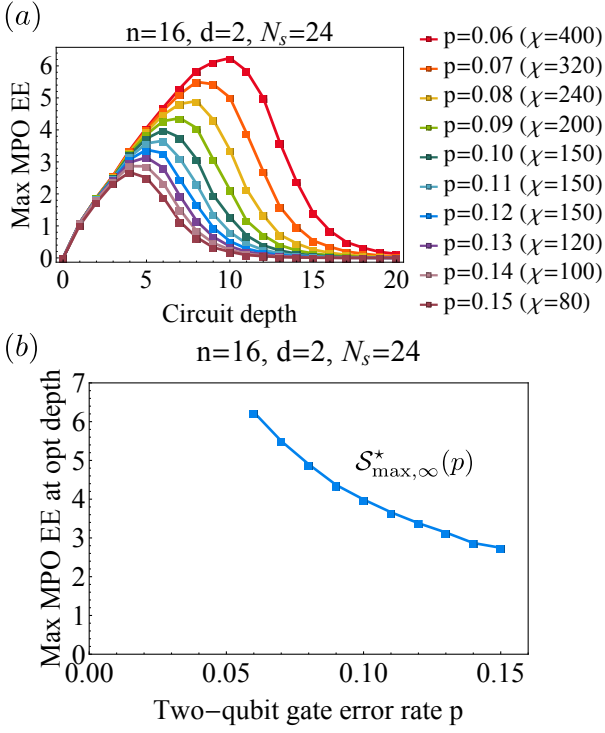 (a)
n=16, d=2, Nₛ=24
Max MPO EE
6
5
4
3
2
1
0
0 5 10 15 20
Circuit depth
p=0.06 (χ=400)
p=0.07 (χ=320)
p=0.08 (χ=240)
p=0.09 (χ=200)
p=0.10 (χ=150)
p=0.11 (χ=150)
p=0.12 (χ=150)
p=0.13 (χ=120)
p=0.14 (χ=100)
p=0.15 (χ=80)
(b)
n=16, d=2, Nₛ=24
Max MPO EE at opt depth
7
6
5
4
3
2
1
0
0.00 0.05 0.10 0.15
𝒮*max,∞(p)
Two−qubit gate error rate p